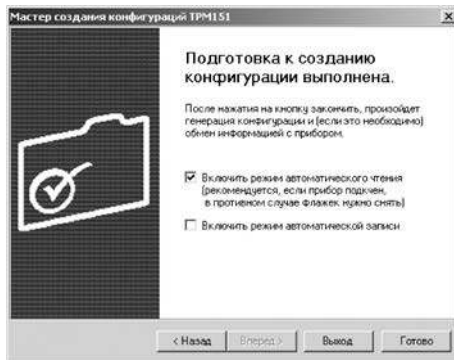 Мастер создания конфигураций ТРМ151
Подготовка к созданию
конфигурации выполнена.
После нажатия на кнопку закончить, произойдет
генерация конфигурации и (если это необходимо)
обмен информацией с прибором.
Включить режим автоматического чтения
(рекомендуется, если прибор подкчен,
в противном случае флажек нужно снять)
Включить режим автоматической записи
< Назад
Вперед >
Выход
Готово